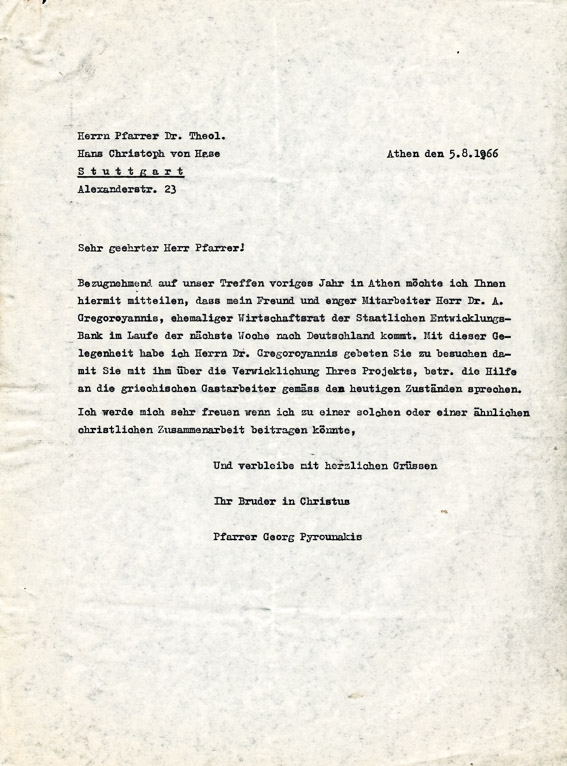 Herrn Pfarrer Dr. Theol.
Hans Christoph von Hase
Athen den 5.8.1966
Stuttgart
Alexanderstr. 23
Sehr geehrter Herr Pfarrer!
Bezugnehmend auf unser Treffen voriges Jahr in Athen möchte ich Ihnen
hiermit mitteilen, dass mein Freund und enger Mitarbeiter Herr Dr. A.
Gregoroyannis, ehemaliger Wirtschaftsrat der Staatlichen Entwicklungs-
Bank im Laufe der nächste Woche nach Deutschland kommt. Mit dieser Ge-
legenheit habe ich Herrn Dr. Gregoroyannis gebeten Sie zu besuchen da-
mit Sie mit ihm über die Verwicklichung Ihres Projekts, betr. die Hilfe
an die griechischen Gastarbeiter gemäss den heutigen Zuständen sprechen.
Ich werde mich sehr freuen wenn ich zu einer solchen oder einer ähnlichen
christlichen Zusammenarbeit beitragen könnte,
Und verbleibe mit herzlichen Grüssen
Ihr Bruder in Christus
Pfarrer Georg Pyrounakis